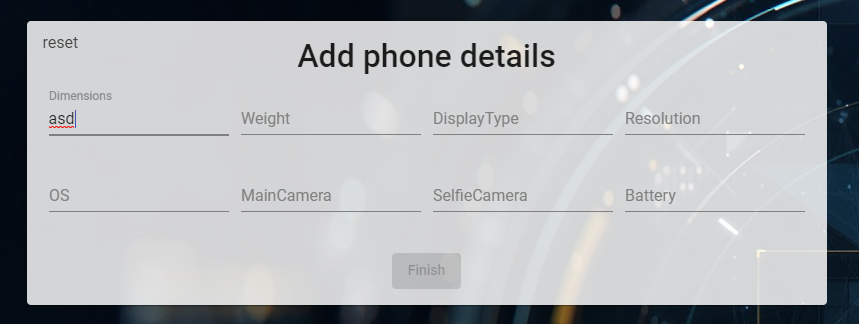 reset
Add phone details
Dimensions
asd
Weight
DisplayType
Resolution
OS
MainCamera
SelfieCamera
Battery
Finish